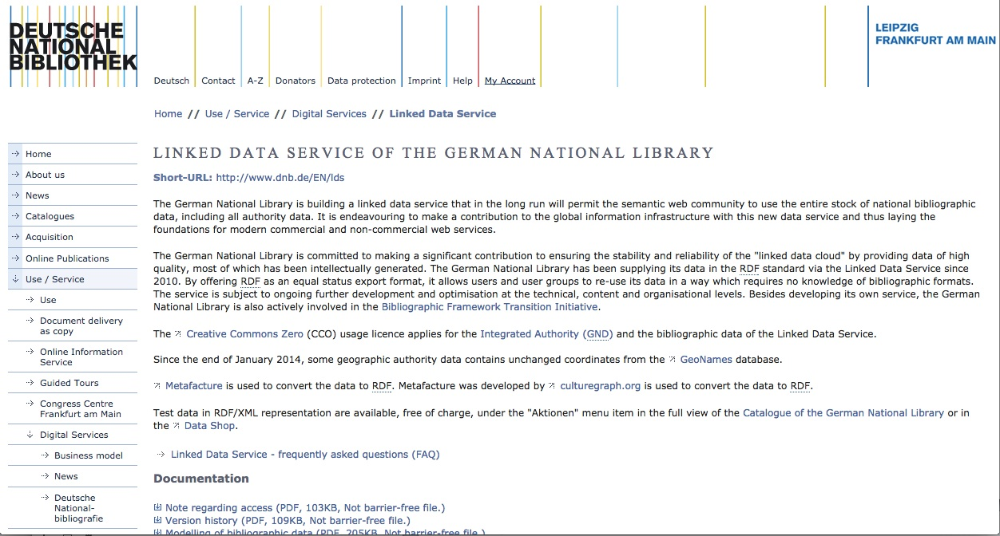 DEUTSCHE
NATIONAL
BIBLIOTHEK
LEIPZIG
FRANKFURT AM MAIN
Deutsch Contact A-Z Donators Data protection Imprint Help My Account
Home // Use / Service // Digital Services // Linked Data Service
Home
About us
News
Catalogues
Acquisition
Online Publications
Use / Service
Use
Document delivery
as copy
Online Information
Service
Guided Tours
Congress Centre
Frankfurt am Main
Digital Services
Business model
News
Deutsche
National-
bibliografie
LINKED DATA SERVICE OF THE GERMAN NATIONAL LIBRARY
Short-URL: http://www.dnb.de/EN/lds
The German National Library is building a linked data service that in the long run will permit the semantic web community to use the entire stock of national bibliographic
data, including all authority data. It is endeavouring to make a contribution to the global information infrastructure with this new data service and thus laying the
foundations for modern commercial and non-commercial web services.
The German National Library is committed to making a significant contribution to ensuring the stability and reliability of the "linked data cloud" by providing data of high
quality, most of which has been intellectually generated. The German National Library has been supplying its data in the RDF standard via the Linked Data Service since
2010. By offering RDF as an equal status export format, it allows users and user groups to re-use its data in a way which requires no knowledge of bibliographic formats.
The service is subject to ongoing further development and optimisation at the technical, content and organisational levels. Besides developing its own service, the German
National Library is also actively involved in the Bibliographic Framework Transition Initiative.
The Creative Commons Zero (CCO) usage licence applies for the Integrated Authority (GND) and the bibliographic data of the Linked Data Service.
Since the end of January 2014, some geographic authority data contains unchanged coordinates from the GeoNames database.
Metafacture is used to convert the data to RDF. Metafacture was developed by culturegraph.org is used to convert the data to RDF.
Test data in RDF/XML representation are available, free of charge, under the "Aktionen" menu item in the full view of the Catalogue of the German National Library or in
the Data Shop.
Linked Data Service - frequently asked questions (FAQ)
Documentation
Note regarding access (PDF, 103KB, Not barrier-free file.)
Version history (PDF, 109KB, Not barrier-free file.)
Modelling of bibliographic data (PDF, 205KB, Not barrier-free file.)